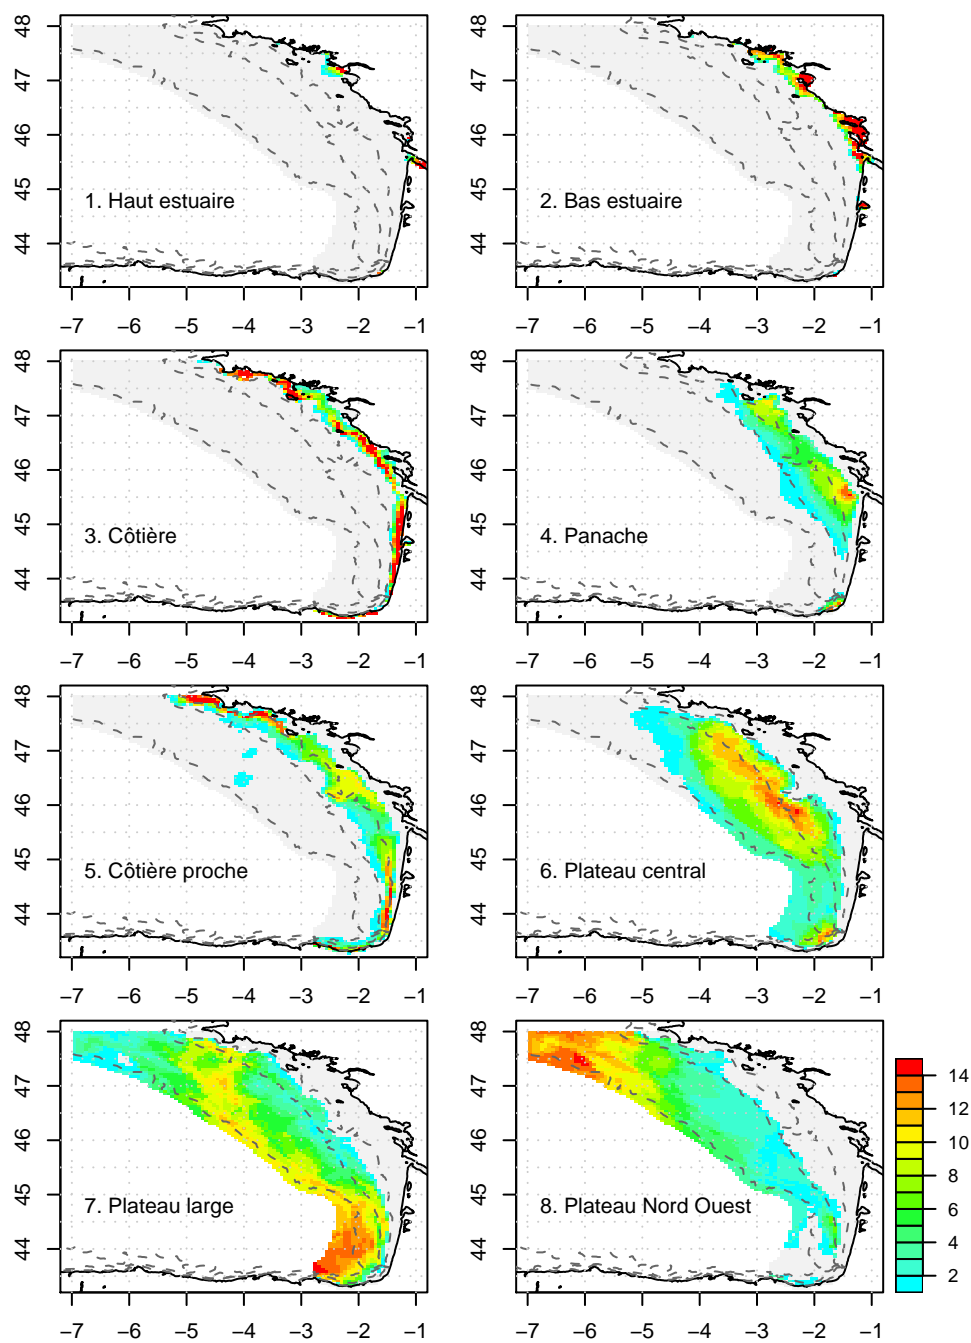 48
47
46
45
44
1. Haut estuaire
−7 −6 −5 −4 −3 −2 −1
48
47
46
45
44
2. Bas estuaire
−7 −6 −5 −4 −3 −2 −1
48
47
46
45
44
3. Côtière
−7 −6 −5 −4 −3 −2 −1
48
47
46
45
44
4. Panache
−7 −6 −5 −4 −3 −2 −1
48
47
46
45
44
5. Côtière proche
−7 −6 −5 −4 −3 −2 −1
48
47
46
45
44
6. Plateau central
−7 −6 −5 −4 −3 −2 −1
48
47
46
45
44
7. Plateau large
−7 −6 −5 −4 −3 −2 −1
48
47
46
45
44
8. Plateau Nord Ouest
−7 −6 −5 −4 −3 −2 −1
14
12
10
8
6
4
2